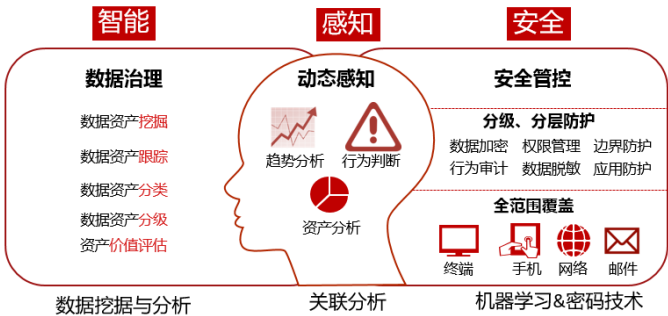 智能
感知
安全
数据治理
数据资产挖掘
数据资产跟踪
数据资产分类
数据资产分级
资产价值评估
动态感知
趋势分析 行为判断
资产分析
安全管控
分级、分层防护
数据加密 权限管理 边界防护
行为审计 数据脱敏 应用防护
全范围覆盖
终端 手机 网络 邮件
数据挖掘与分析
关联分析
机器学习&密码技术